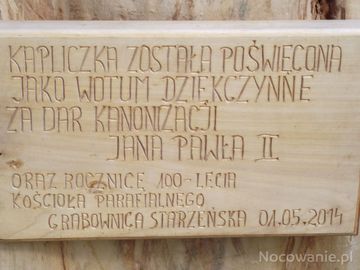 KAPLICZKA ZOSTAŁA POŚWIĘCONA
JAKO WOTUM DZIĘKCZYNNE
ZA DAR KANONIZACJI
JANA PAWŁA II
ORAZ ROCZNICĘ 100-LECIA
KOŚCIOŁA PARAFIALNEGO
GRABOWNICA STARZEŃSKA 01.05.2014
Nocowanie.pl